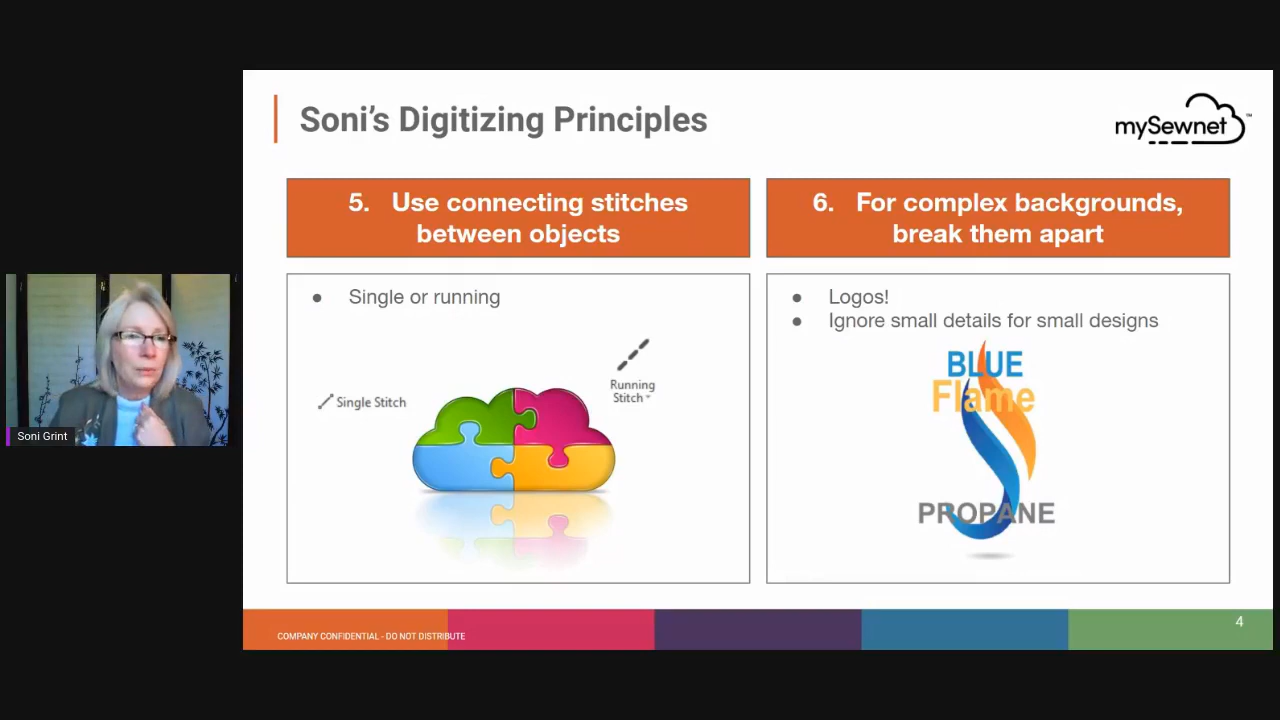 Soni's Digitizing Principles
mySewnet™
5. Use connecting stitches
between objects
6. For complex backgrounds,
break them apart
● Single or running
Single Stitch
Running
Stitch
● Logos!
● Ignore small details for small designs
BLUE
Flame
PROPANE
Soni Grint
COMPANY CONFIDENTIAL - DO NOT DISTRIBUTE
4